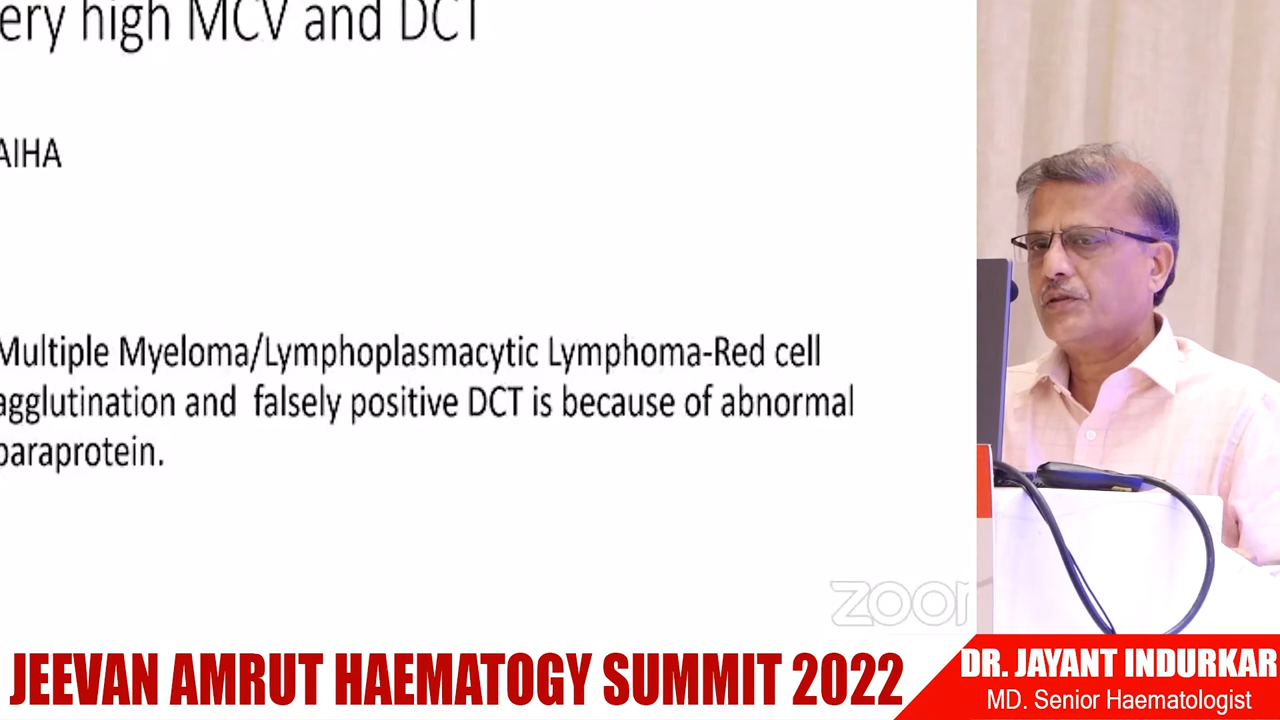 ery high MCV and DCT
AIHA
Multiple Myeloma/Lymphoplasmacytic Lymphoma-Red cell
agglutination and falsely positive DCT is because of abnormal
paraprotein.
zoom
JEEVAN AMRUT HAEMATOGY SUMMIT 2022
DR. JAYANT INDURKAR
MD. Senior Haematologist